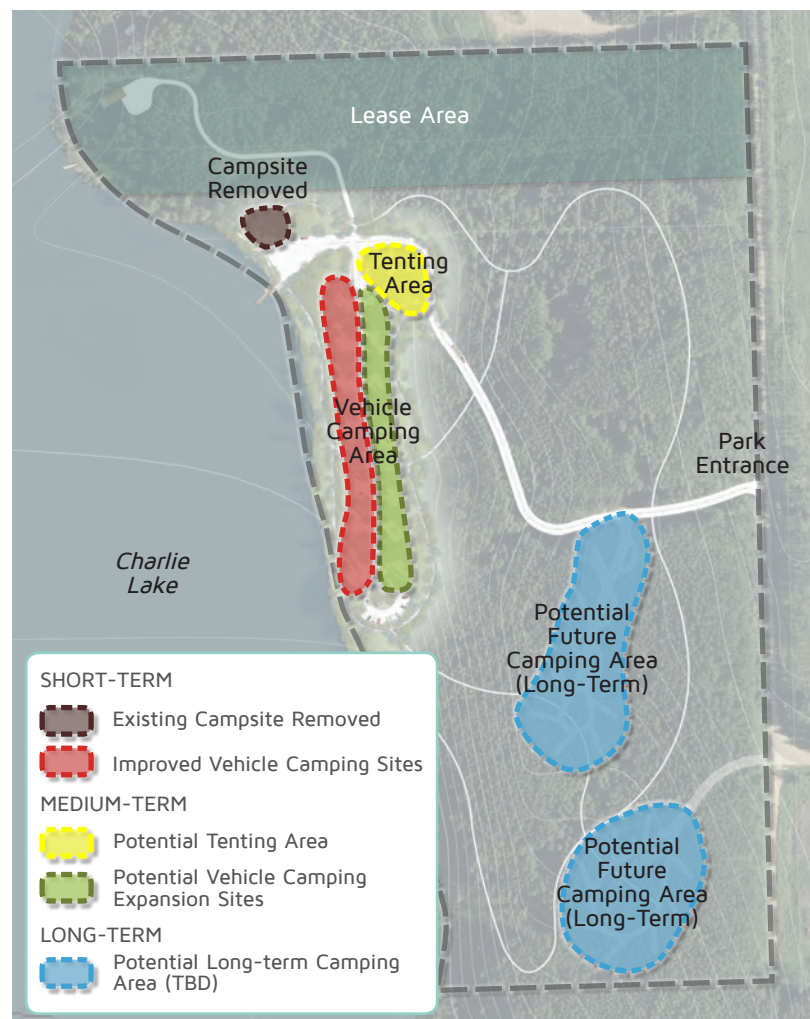 Lease Area
Campsite
Removed
Tenting
Area
Vehicle
Camping
Area
Park
Entrance
Charlie
Lake
Potential
Future
Camping Area
(Long-Term)
Potential
Future
Camping Area
(Long-Term)
SHORT-TERM
Existing Campsite Removed
Improved Vehicle Camping Sites
MEDIUM-TERM
Potential Tenting Area
Potential Vehicle Camping
Expansion Sites
LONG-TERM
Potential Long-term Camping
Area (TBD)